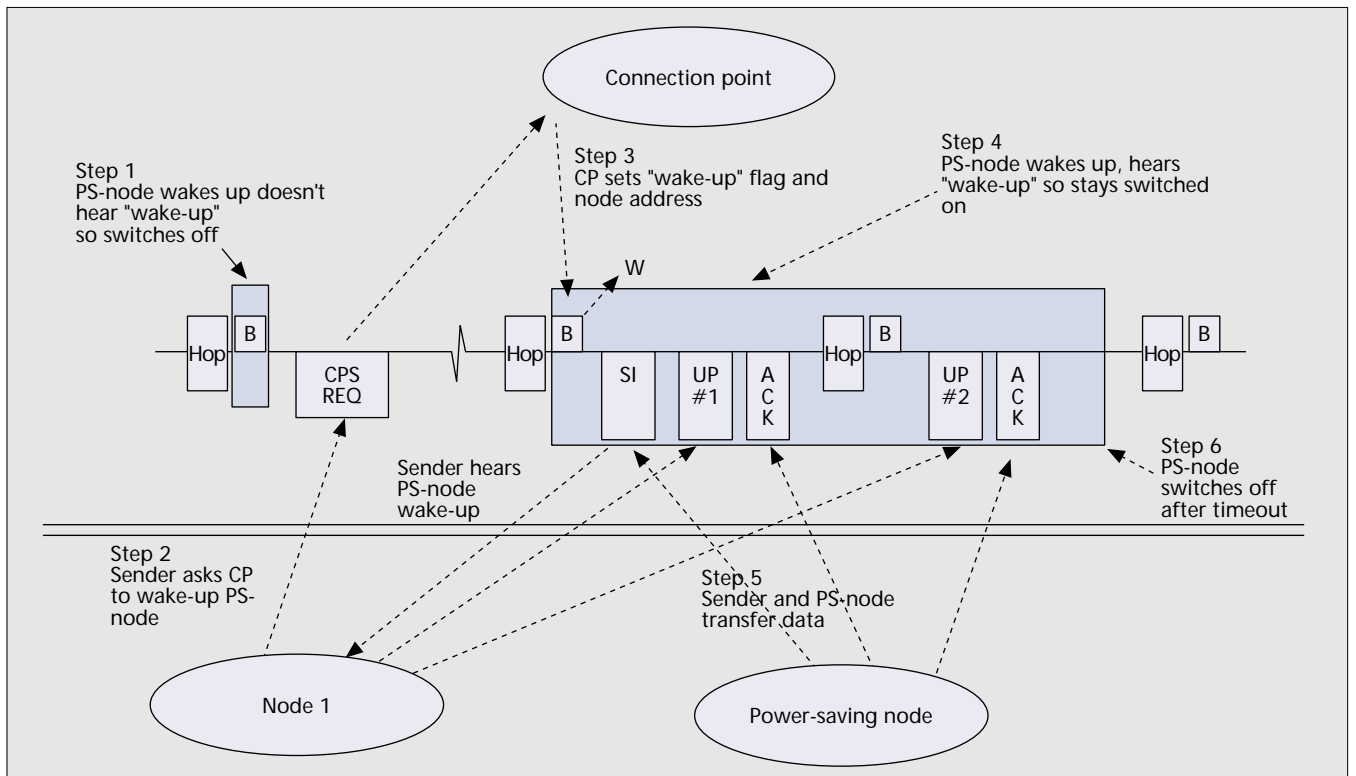 Connection point
Step 1
PS-node wakes up doesn't
hear "wake-up"
so switches off
Step 3
CP sets "wake-up" flag and
node address
Step 4
PS-node wakes up, hears
"wake-up" so stays switched
on
W
Hop
B
CPS
REQ
Hop
B
SI
UP
#1
A
C
K
Hop
B
UP
#2
A
C
K
Hop
B
Sender hears
PS-node
wake-up
Step 6
PS-node
switches off
after timeout
Step 2
Sender asks CP
to wake-up PS-
node
Step 5
Sender and PS-node
transfer data
Node 1
Power-saving node